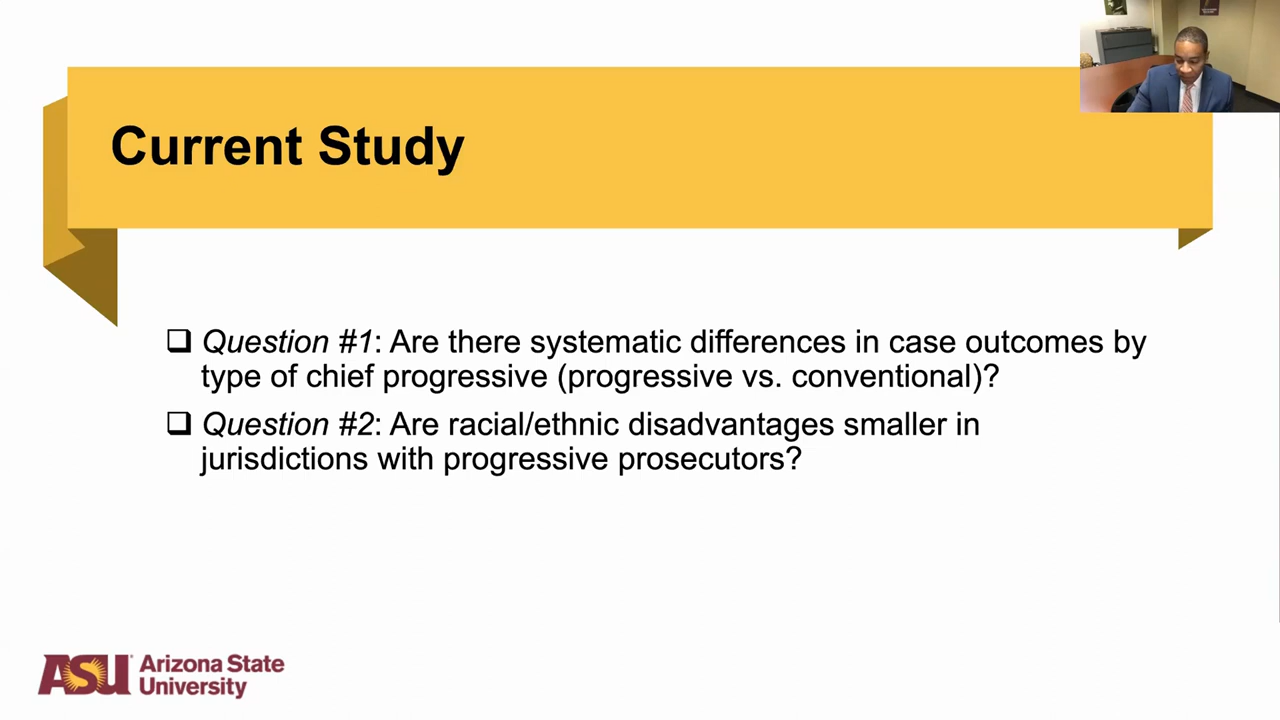 Current Study
❑ Question #1: Are there systematic differences in case outcomes by
type of chief progressive (progressive vs. conventional)?
❑ Question #2: Are racial/ethnic disadvantages smaller in
jurisdictions with progressive prosecutors?
ASU Arizona State
University